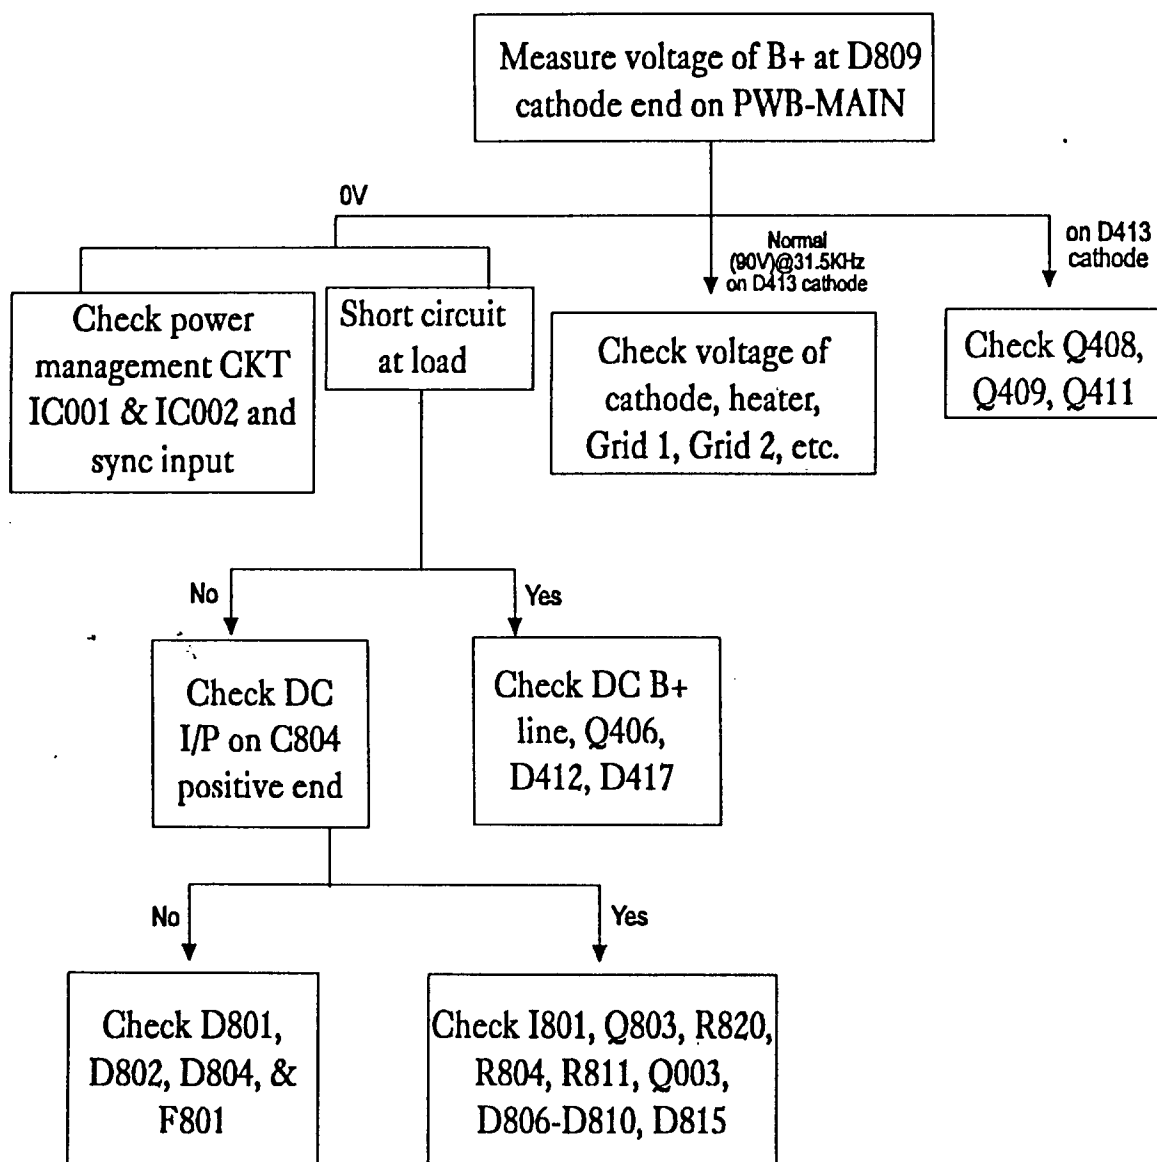 Measure voltage of B+ at D809
cathode end on PWB-MAIN
0V
Normal
(90V)@31.5KHz
on D413 cathode
on D413
cathode
Check power
management CKT
IC001 & IC002 and
sync input
Short circuit
at load
Check voltage of
cathode, heater,
Grid 1, Grid 2, etc.
Check Q408,
Q409, Q411
No
Yes
Check DC
I/P on C804
positive end
Check DC B+
line, Q406,
D412, D417
No
Yes
Check D801,
D802, D804, &
F801
Check I801, Q803, R820,
R804, R811, Q003,
D806-D810, D815